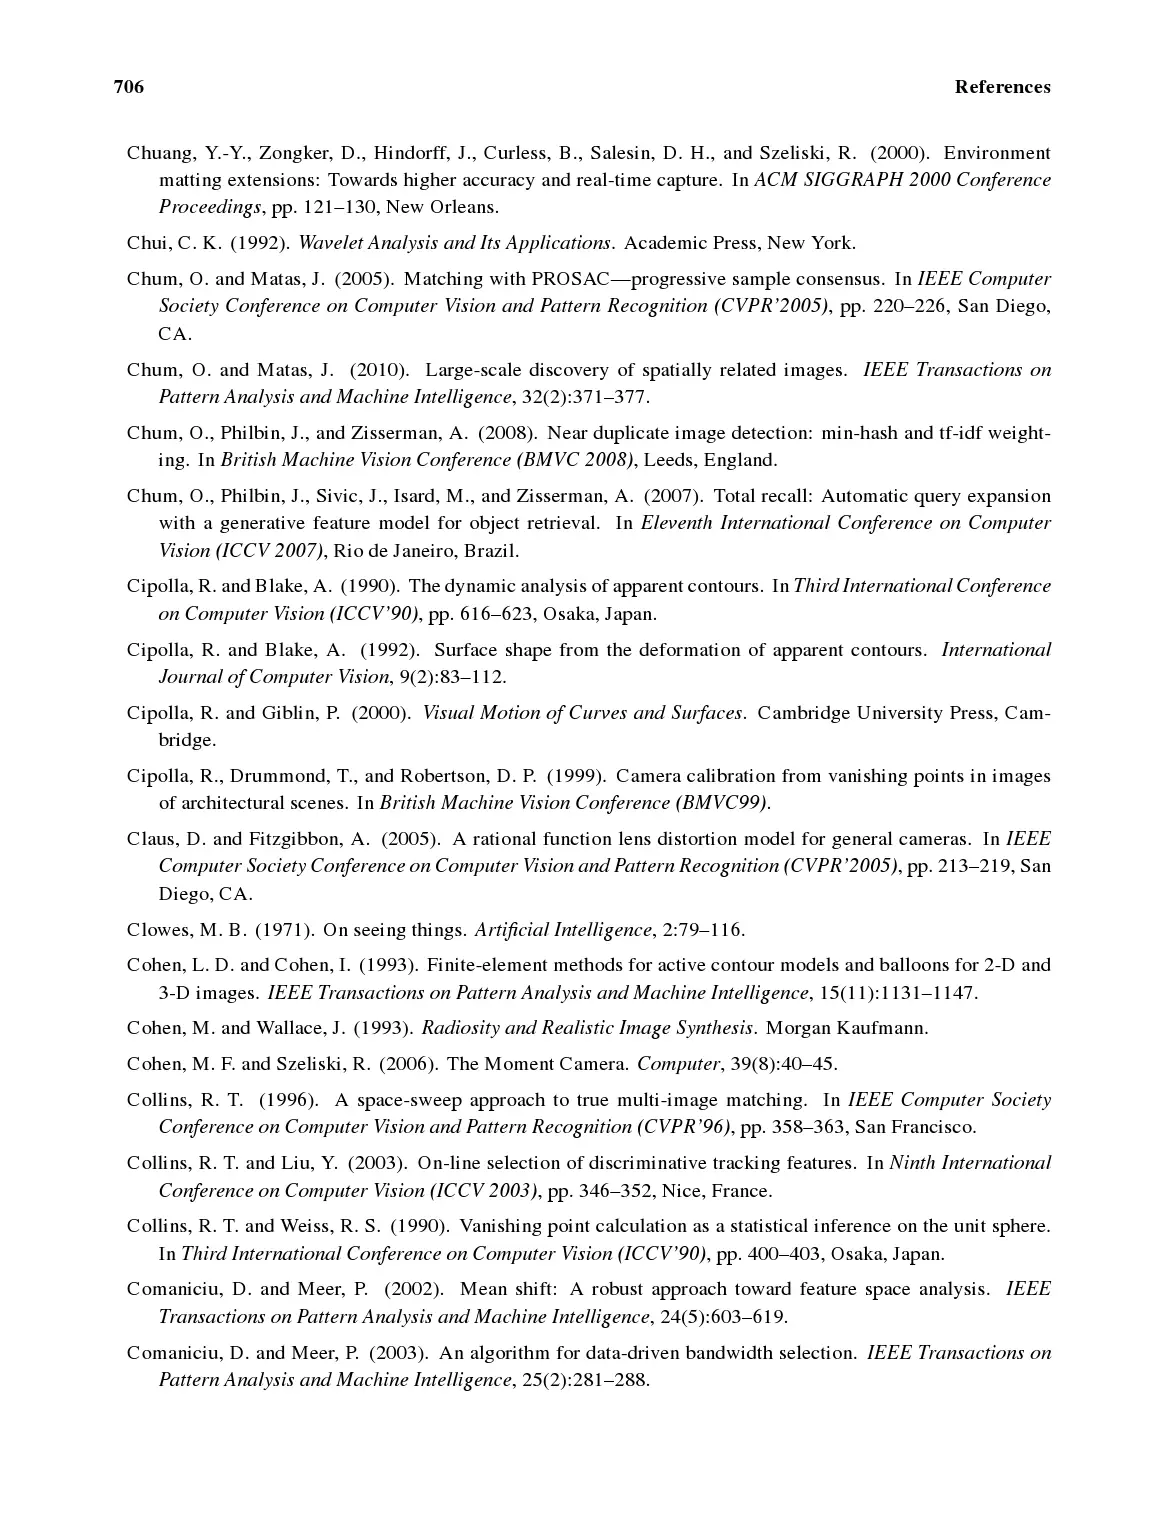 706 References
Chuang, Y.-Y., Zongker, D., Hindorff, J., Curless, B., Salesin, D. H., and Szeliski, R. (2000). Environment
matting extensions: Towards higher accuracy and real-time capture. In ACM SIGGRAPH 2000 Conference
Proceedings, pp. 121–130, New Orleans.
Chui, C. K. (1992). Wavelet Analysis and Its Applications. Academic Press, New York.
Chum, O. and Matas, J. (2005). Matching with PROSAC—progressive sample consensus. In IEEE Computer
Society Conference on Computer Vision and Pattern Recognition (CVPR’2005), pp. 220–226, San Diego,
CA.
Chum, O. and Matas, J. (2010). Large-scale discovery of spatially related images. IEEE Transactions on
Pattern Analysis and Machine Intelligence, 32(2):371–377.
Chum, O., Philbin, J., and Zisserman, A. (2008). Near duplicate image detection: min-hash and tf-idf weight-
ing. In British Machine Vision Conference (BMVC 2008), Leeds, England.
Chum, O., Philbin, J., Sivic, J., Isard, M., and Zisserman, A. (2007). Total recall: Automatic query expansion
with a generative feature model for object retrieval. In Eleventh International Conference on Computer
Vision (ICCV 2007), Rio de Janeiro, Brazil.
Cipolla, R. and Blake, A. (1990). The dynamic analysis of apparent contours. In Third International Conference
on Computer Vision (ICCV’90), pp. 616–623, Osaka, Japan.
Cipolla, R. and Blake, A. (1992). Surface shape from the deformation of apparent contours. International
Journal of Computer Vision, 9(2):83–112.
Cipolla, R. and Giblin, P. (2000). Visual Motion of Curves and Surfaces. Cambridge University Press, Cam-
bridge.
Cipolla, R., Drummond, T., and Robertson, D. P. (1999). Camera calibration from vanishing points in images
of architectural scenes. In British Machine Vision Conference (BMVC99).
Claus, D. and Fitzgibbon, A. (2005). A rational function lens distortion model for general cameras. In IEEE
Computer Society Conference on Computer Vision and Pattern Recognition (CVPR’2005), pp. 213–219, San
Diego, CA.
Clowes, M. B. (1971). On seeing things. Artificial Intelligence, 2:79–116.
Cohen, L. D. and Cohen, I. (1993). Finite-element methods for active contour models and balloons for 2-D and
3-D images. IEEE Transactions on Pattern Analysis and Machine Intelligence, 15(11):1131–1147.
Cohen, M. and Wallace, J. (1993). Radiosity and Realistic Image Synthesis. Morgan Kaufmann.
Cohen, M. F. and Szeliski, R. (2006). The Moment Camera. Computer, 39(8):40–45.
Collins, R. T. (1996). A space-sweep approach to true multi-image matching. In IEEE Computer Society
Conference on Computer Vision and Pattern Recognition (CVPR’96), pp. 358–363, San Francisco.
Collins, R. T. and Liu, Y. (2003). On-line selection of discriminative tracking features. In Ninth International
Conference on Computer Vision (ICCV 2003), pp. 346–352, Nice, France.
Collins, R. T. and Weiss, R. S. (1990). Vanishing point calculation as a statistical inference on the unit sphere.
In Third International Conference on Computer Vision (ICCV’90), pp. 400–403, Osaka, Japan.
Comaniciu, D. and Meer, P. (2002). Mean shift: A robust approach toward feature space analysis. IEEE
Transactions on Pattern Analysis and Machine Intelligence, 24(5):603–619.
Comaniciu, D. and Meer, P. (2003). An algorithm for data-driven bandwidth selection. IEEE Transactions on
Pattern Analysis and Machine Intelligence, 25(2):281–288.